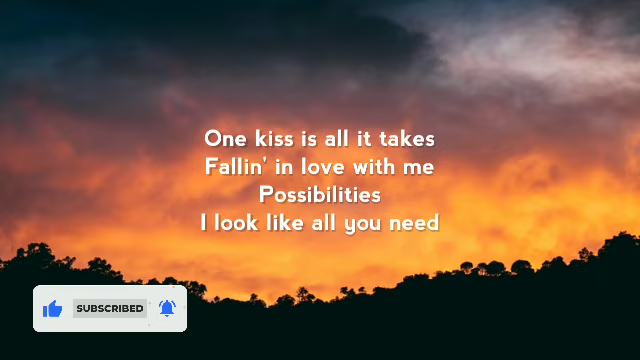 One kiss is all it takes
Fallin' in love with me
Possibilities
I look like all you need
SUBSCRIBED